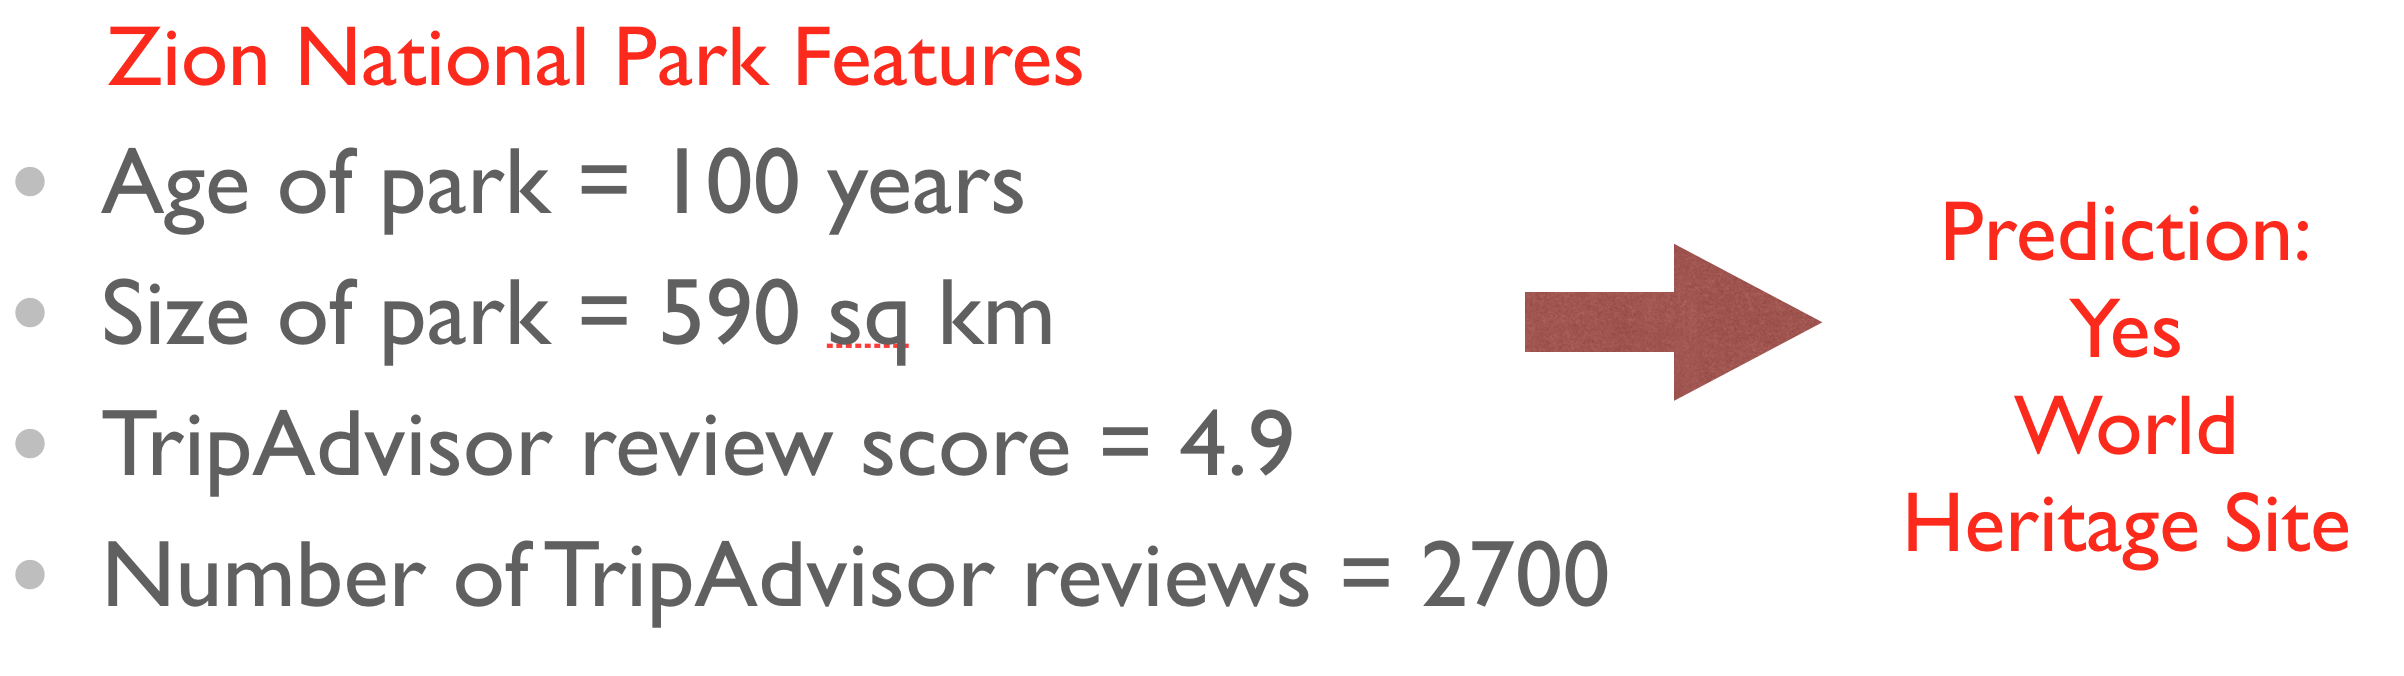 Zion National Park Features
• Age of park = 100 years
• Size of park = 590 sq km
• TripAdvisor review score = 4.9
• Number of TripAdvisor reviews = 2700
Prediction:
Yes
World
Heritage Site